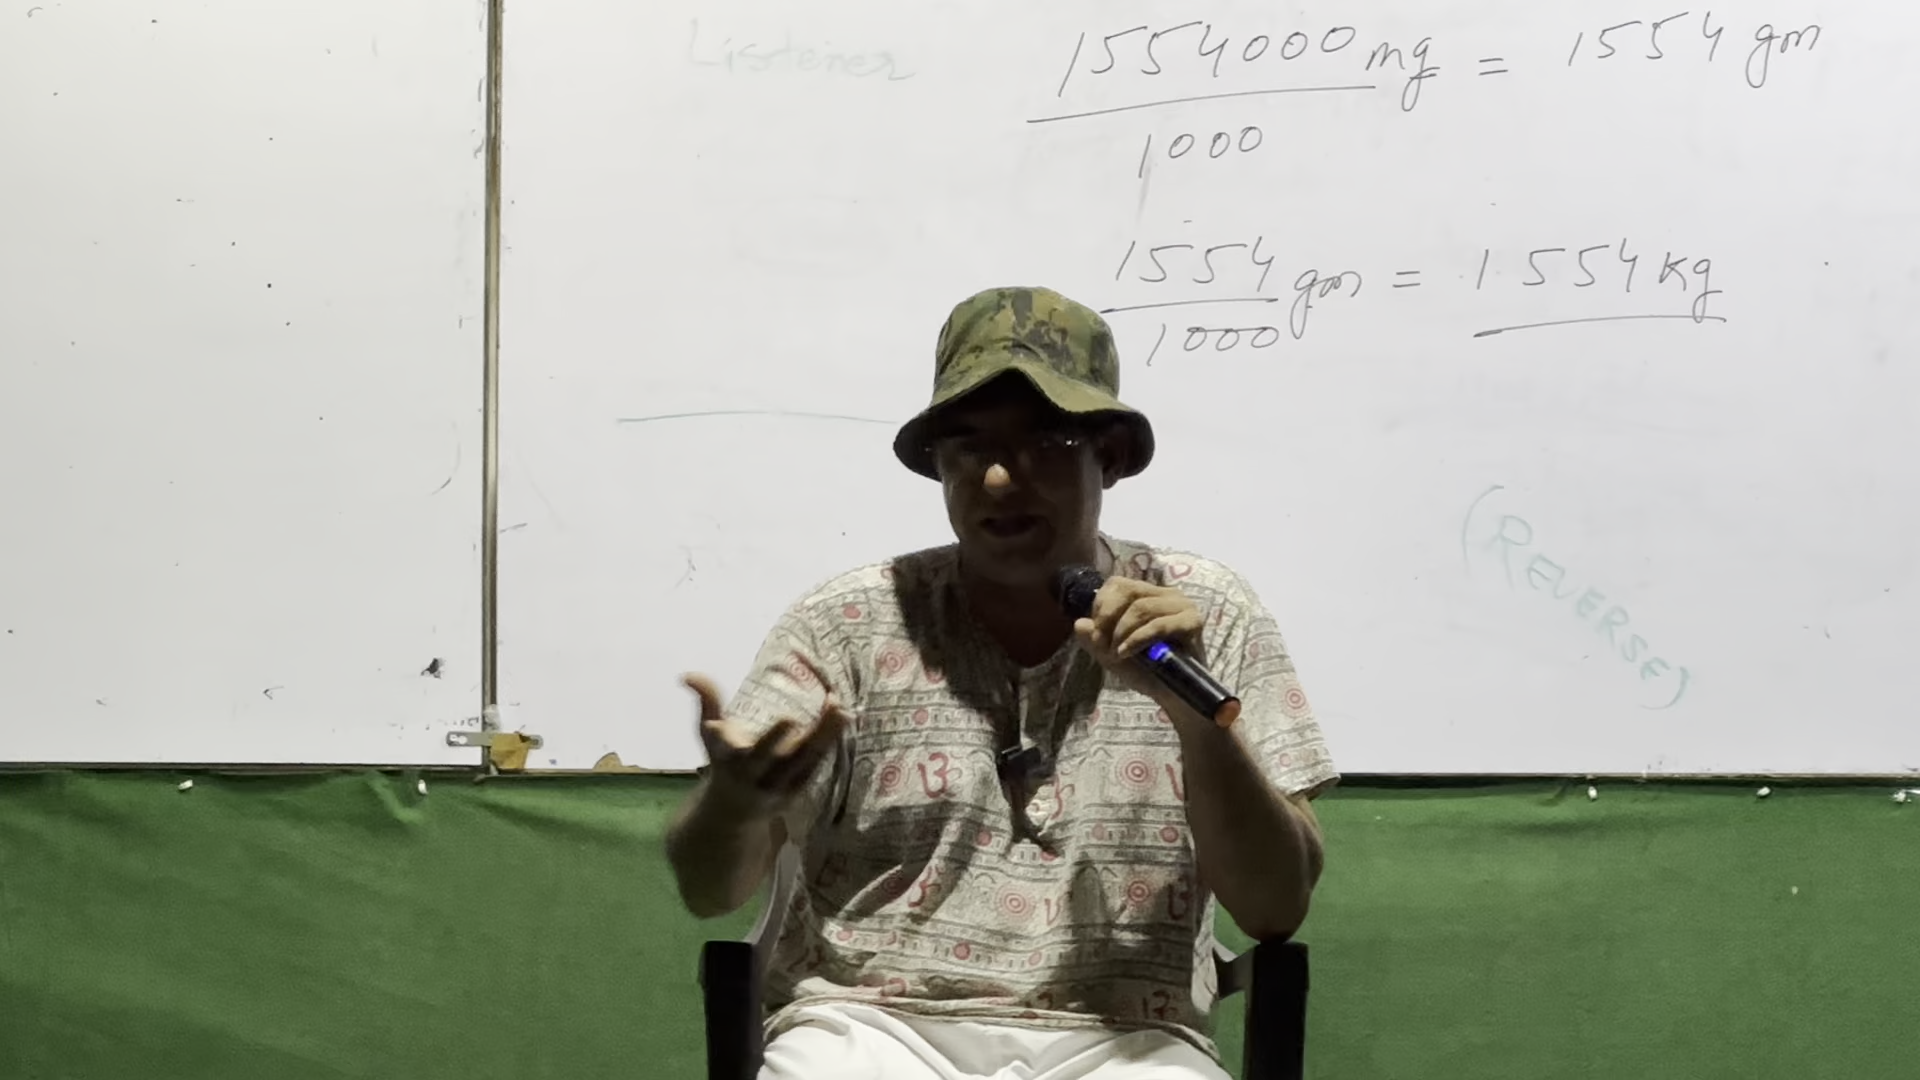 Listener
1554000 mg = 1554 gm
1000
1554 gm = 1 554 kg
1000
(REVERSE)